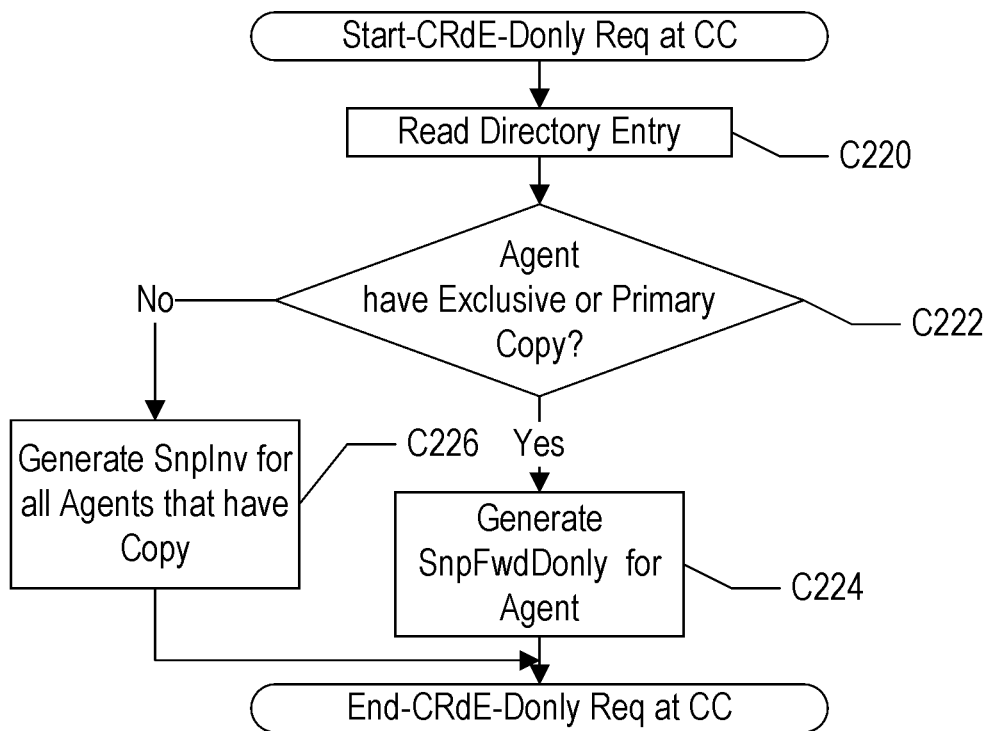 Start-CRdE-Donly Req at CC
Read Directory Entry
C220
Agent
have Exclusive or Primary
Copy?
C222
No
Yes
Generate SnpInv for
all Agents that have
Copy
C226
Generate
SnpFwdDonly for
Agent
C224
End-CRdE-Donly Req at CC